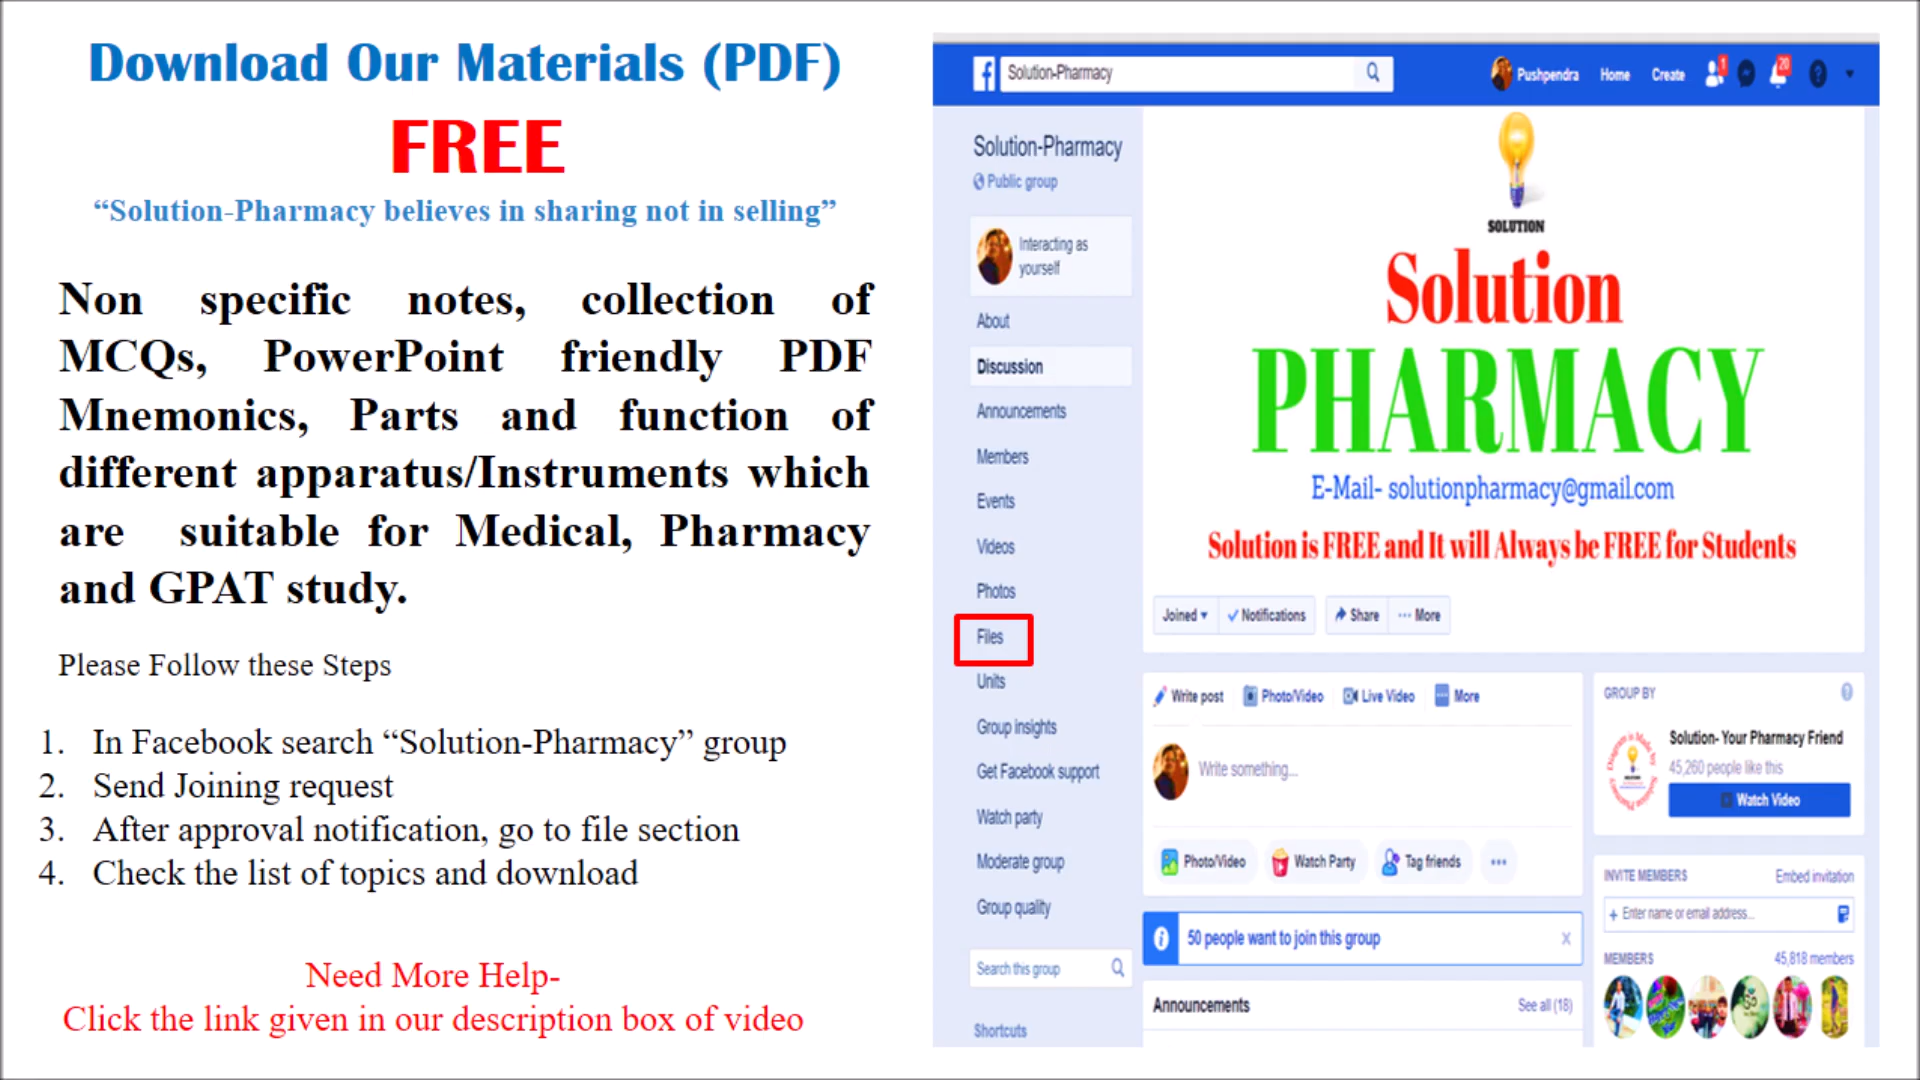 Download Our Materials (PDF)
FREE
“Solution-Pharmacy believes in sharing not in selling”
Non specific notes, collection of
MCQs, PowerPoint friendly PDF
Mnemonics, Parts and function of
different apparatus/Instruments which
are suitable for Medical, Pharmacy
and GPAT study.
Please Follow these Steps
1. In Facebook search “Solution-Pharmacy” group
2. Send Joining request
3. After approval notification, go to file section
4. Check the list of topics and download
Need More Help-
Click the link given in our description box of video
Solution-Pharmacy
Pushpendra
Home
Create
1
20
Solution-Pharmacy
Public group
Interacting as
yourself
About
Discussion
Announcements
Members
Events
Videos
Photos
Files
Units
Group insights
Get Facebook support
Watch party
Moderate group
Group quality
Search this group
Shortcuts
SOLUTION
Solution
PHARMACY
E-Mail- solutionpharmacy@gmail.com
Solution is FREE and It will Always be FREE for Students
Joined
Notifications
Share
More
Write post
Photo/Video
Live Video
More
Write something...
Photo/Video
Watch Party
Tag friends
50 people want to join this group
Announcements
See all (18)
GROUP BY
Solution- Your Pharmacy Friend
45,260 people like this
Watch Video
INVITE MEMBERS
Embed invitation
+ Enter name or email address...
MEMBERS
45,818 members